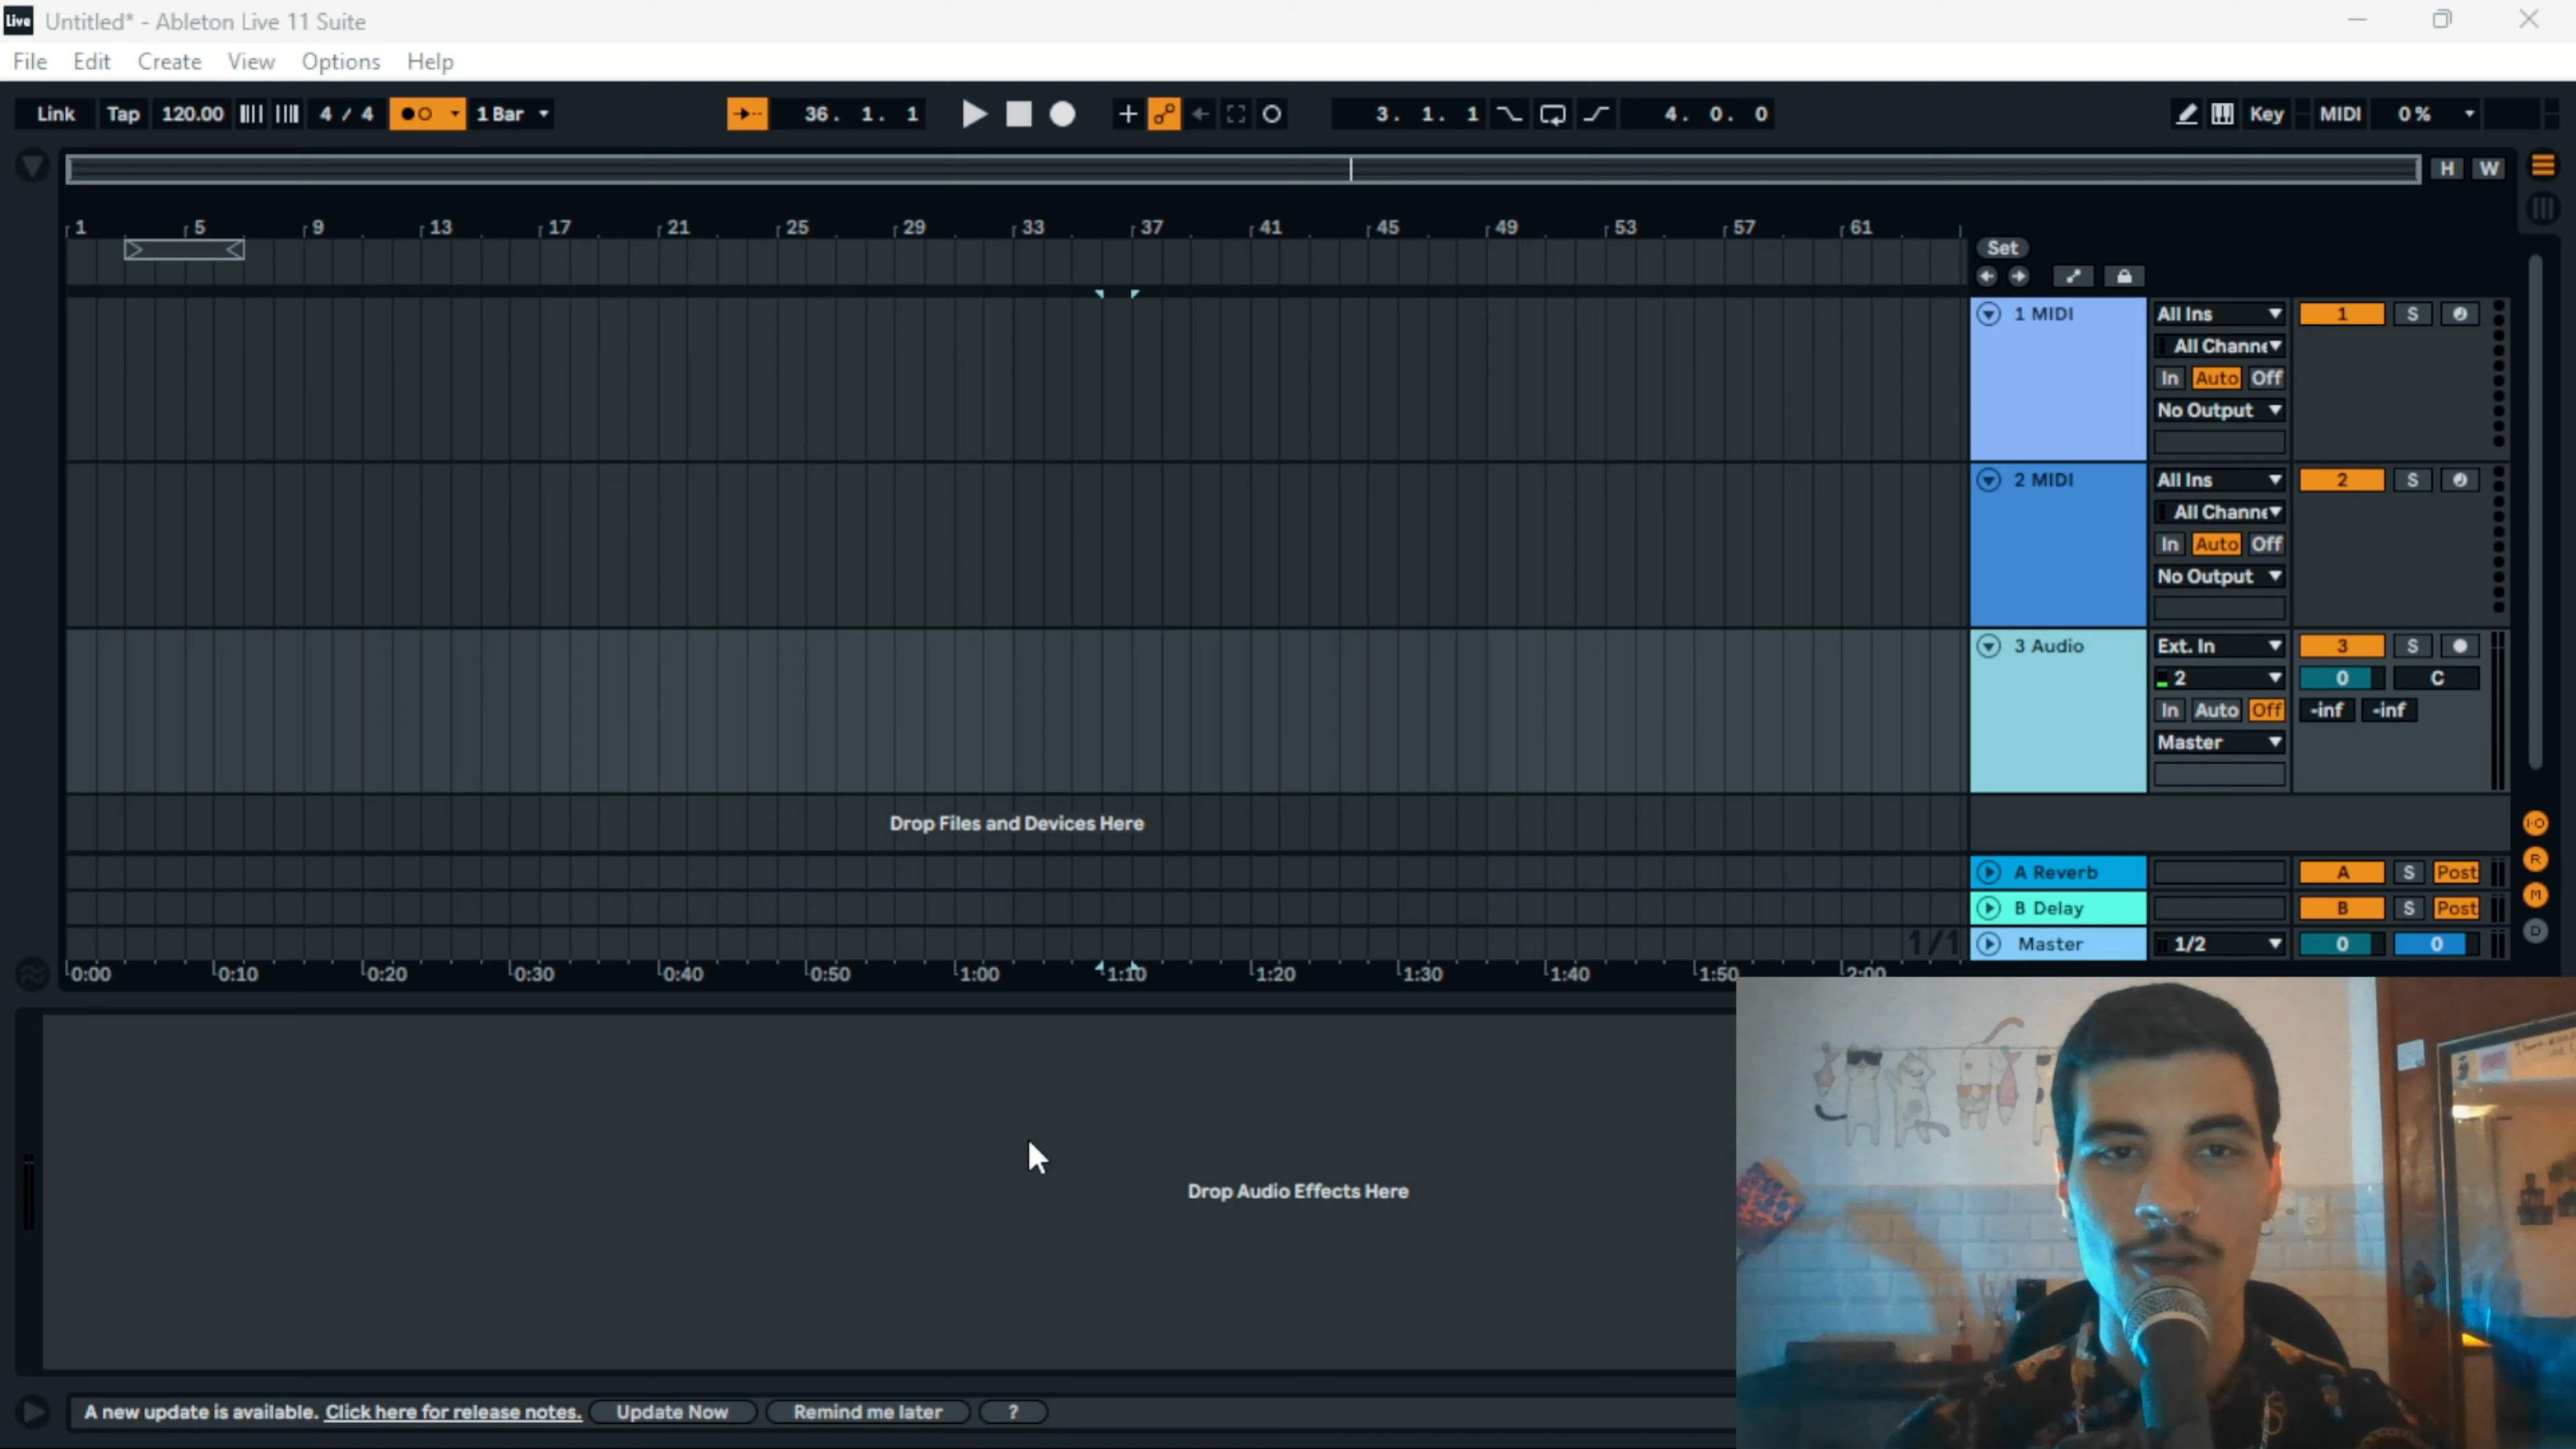 Live Untitled* - Ableton Live 11 Suite
File Edit Create View Options Help
Link Tap 120.00 4 / 4 1 Bar 36. 1. 1 3. 1. 1 4. 0. 0 Key MIDI 0 %
H W
1 5 9 13 17 21 25 29 33 37 41 45 49 53 57 61
Set
1 MIDI All Ins 1 S
All Channe
In Auto Off
No Output
2 MIDI All Ins 2 S
All Channe
In Auto Off
No Output
3 Audio Ext. In 3 S
2 0 C
In Auto Off -inf -inf
Master
Drop Files and Devices Here
I·O
A Reverb A S Post
R
B Delay B S Post
M
1/1 Master 1/2 0 0
D
0:00 0:10 0:20 0:30 0:40 0:50 1:00 1:10 1:20 1:30 1:40 1:50 2:00
Drop Audio Effects Here
A new update is available. Click here for release notes. Update Now Remind me later ?